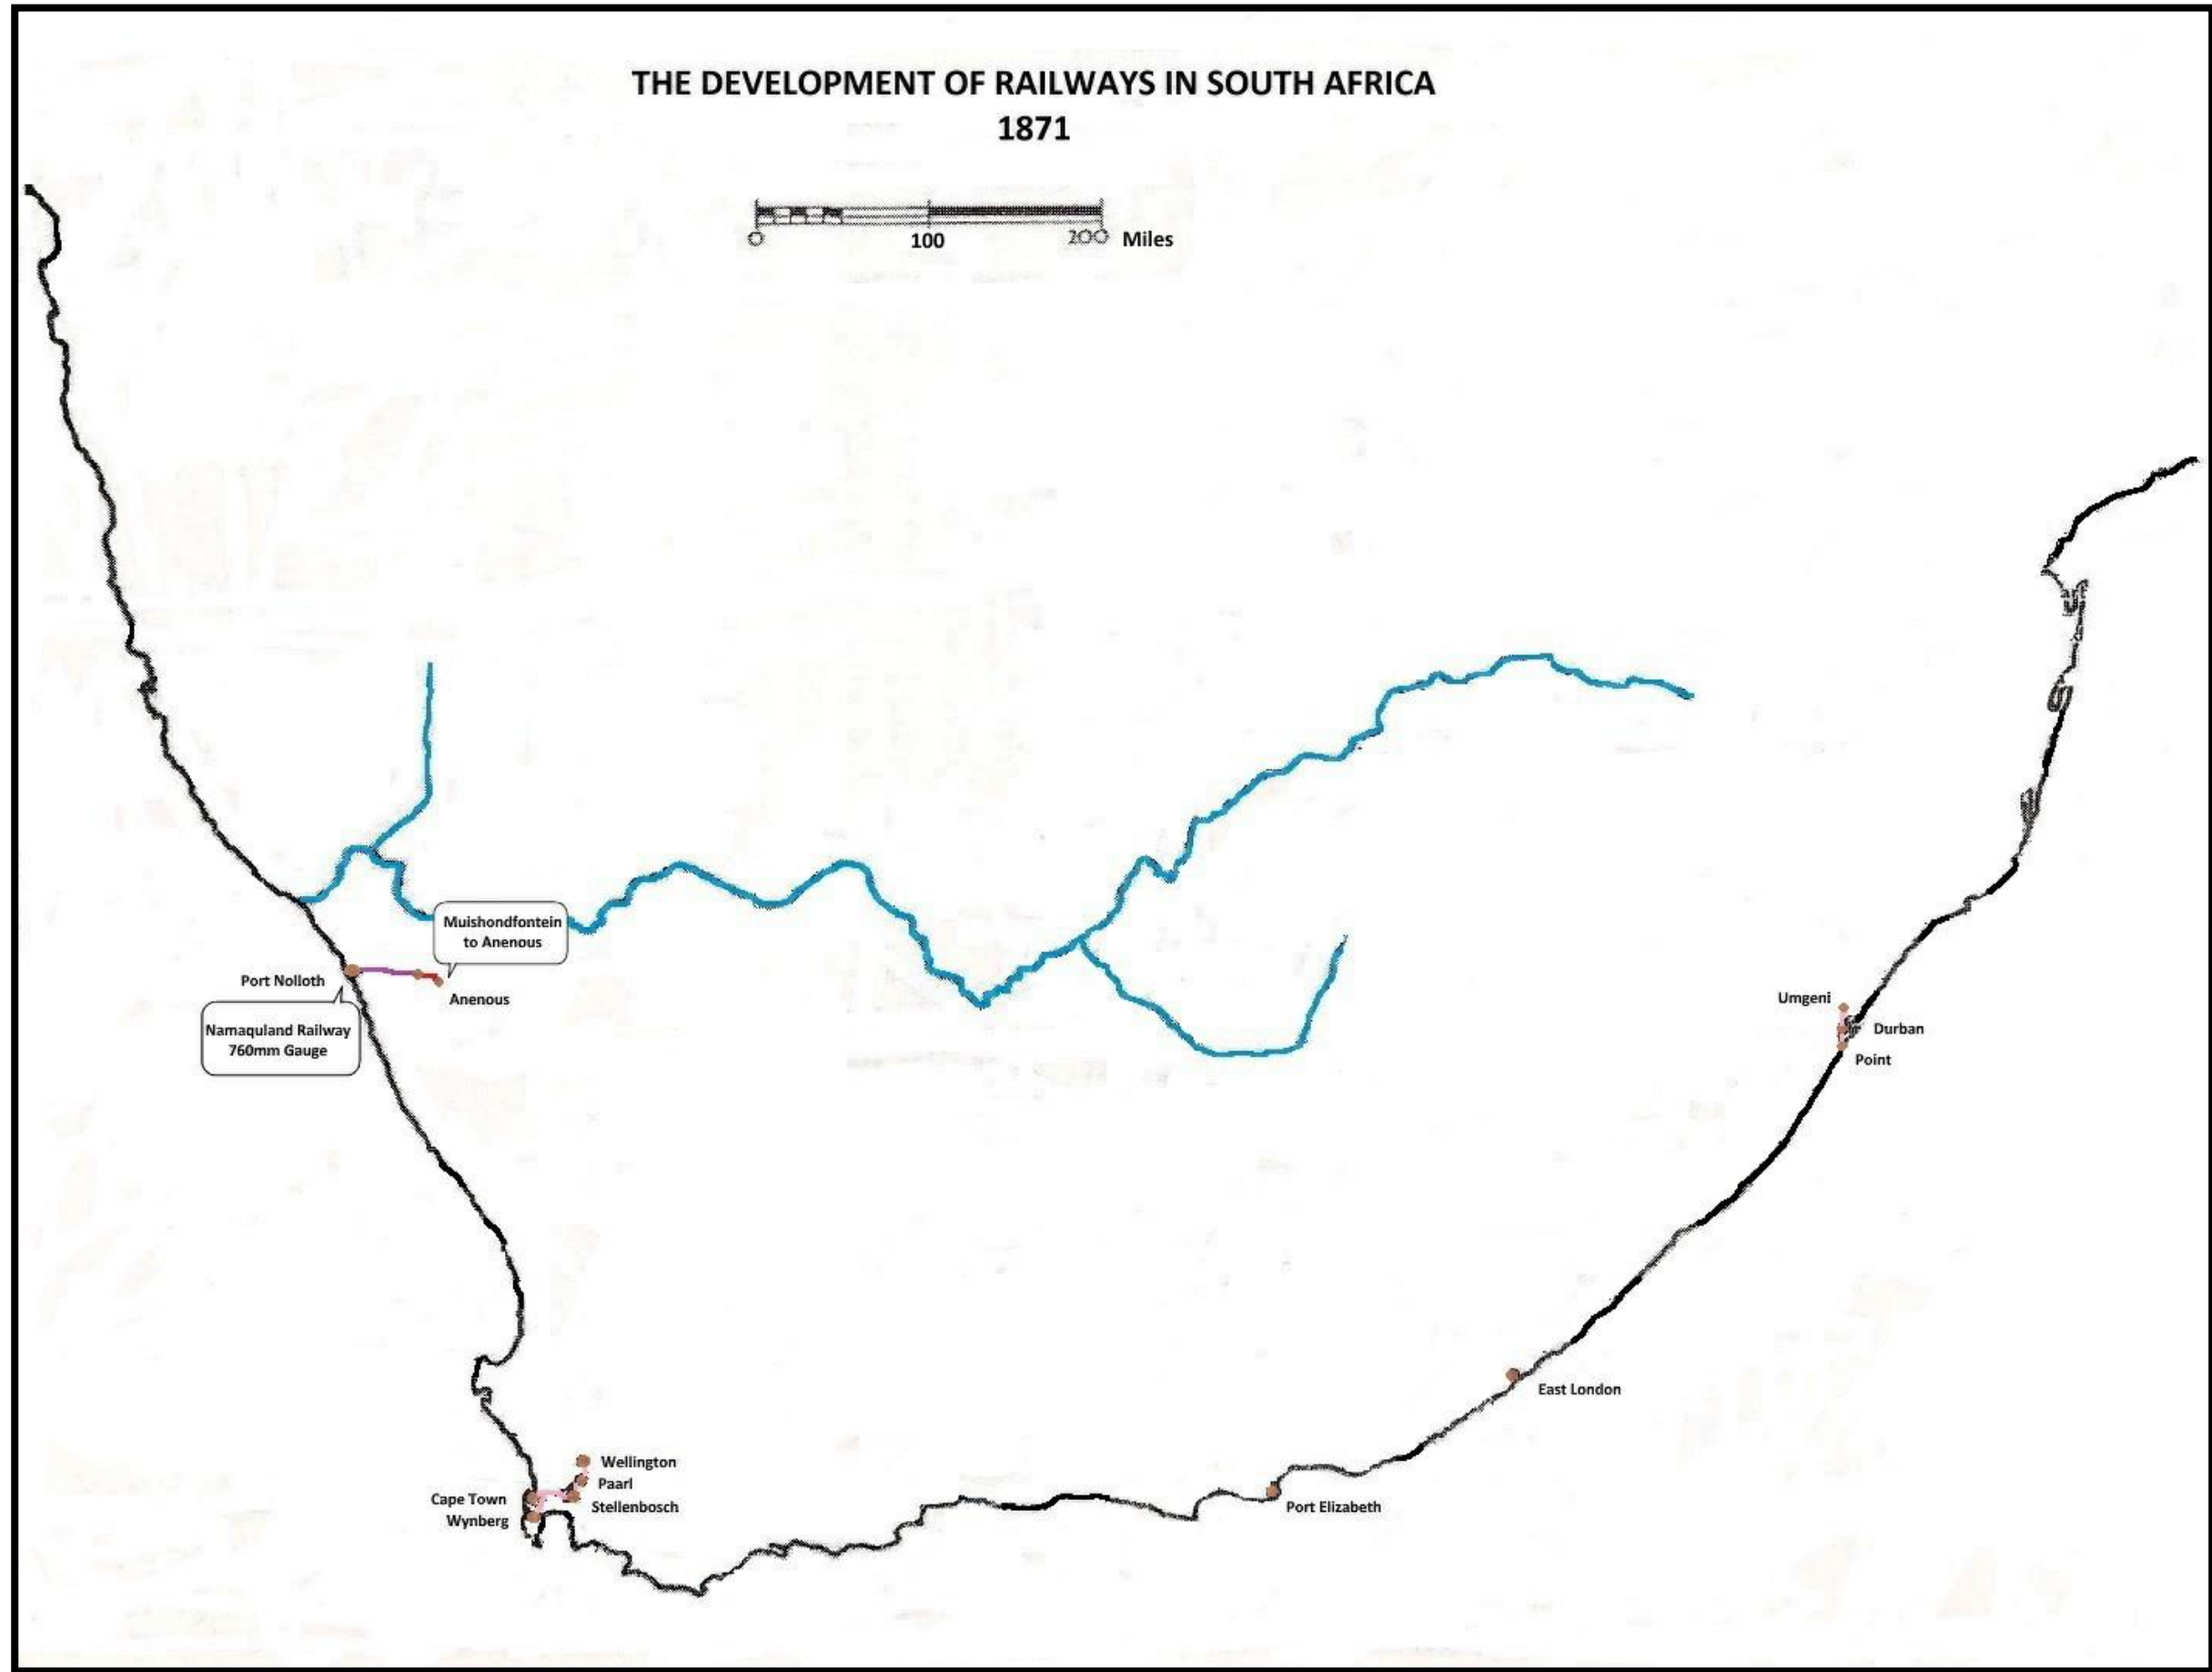 THE DEVELOPMENT OF RAILWAYS IN SOUTH AFRICA
1871
0 100 200 Miles
Muishondfontein
to Anenous
Port Nolloth
Anenous
Namaquland Railway
760mm Gauge
Umgeni
Durban
Point
East London
Wellington
Paarl
Cape Town
Stellenbosch
Wynberg
Port Elizabeth